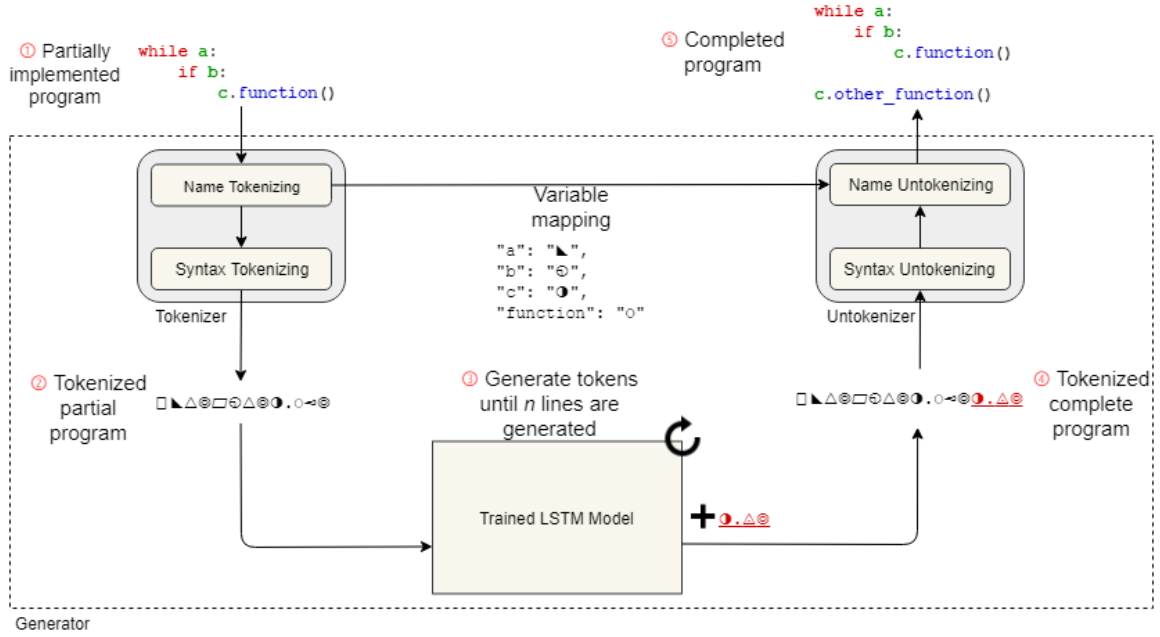 ① Partially
implemented
program
while a:
if b:
c.function()
⑤ Completed
program
while a:
if b:
c.function()
c.other_function()
Name Tokenizing
Syntax Tokenizing
Tokenizer
Variable
mapping
"a": "◣",
"b": "◵",
"c": "◑",
"function": "○"
Name Untokenizing
Syntax Untokenizing
Untokenizer
② Tokenized
partial
program
③ Generate tokens
until n lines are
generated
Trained LSTM Model
④ Tokenized
complete
program
Generator